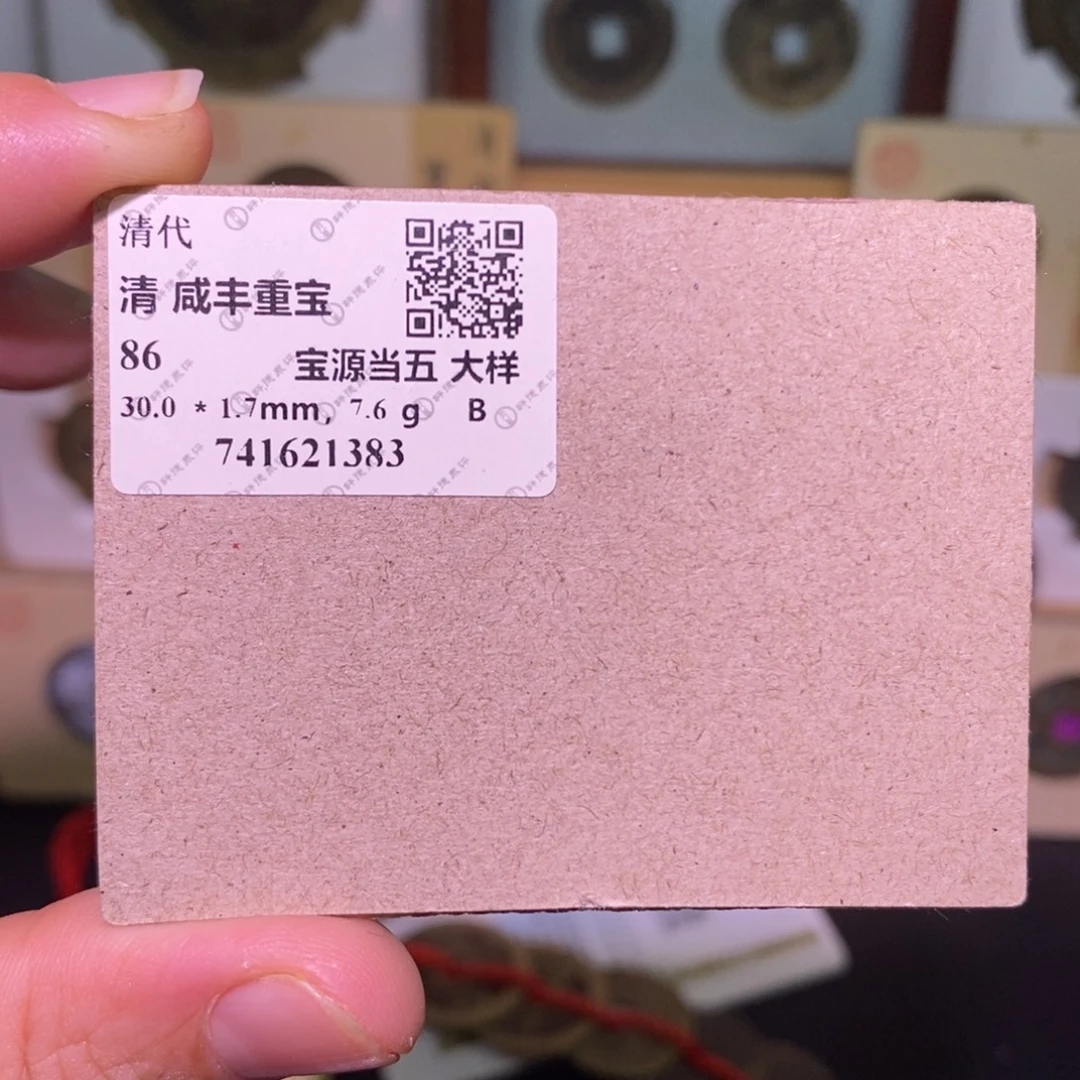 清代
清 咸丰重宝
86 宝源当五 大样
30.0 * 1.7mm, 7.6 g B
741621383